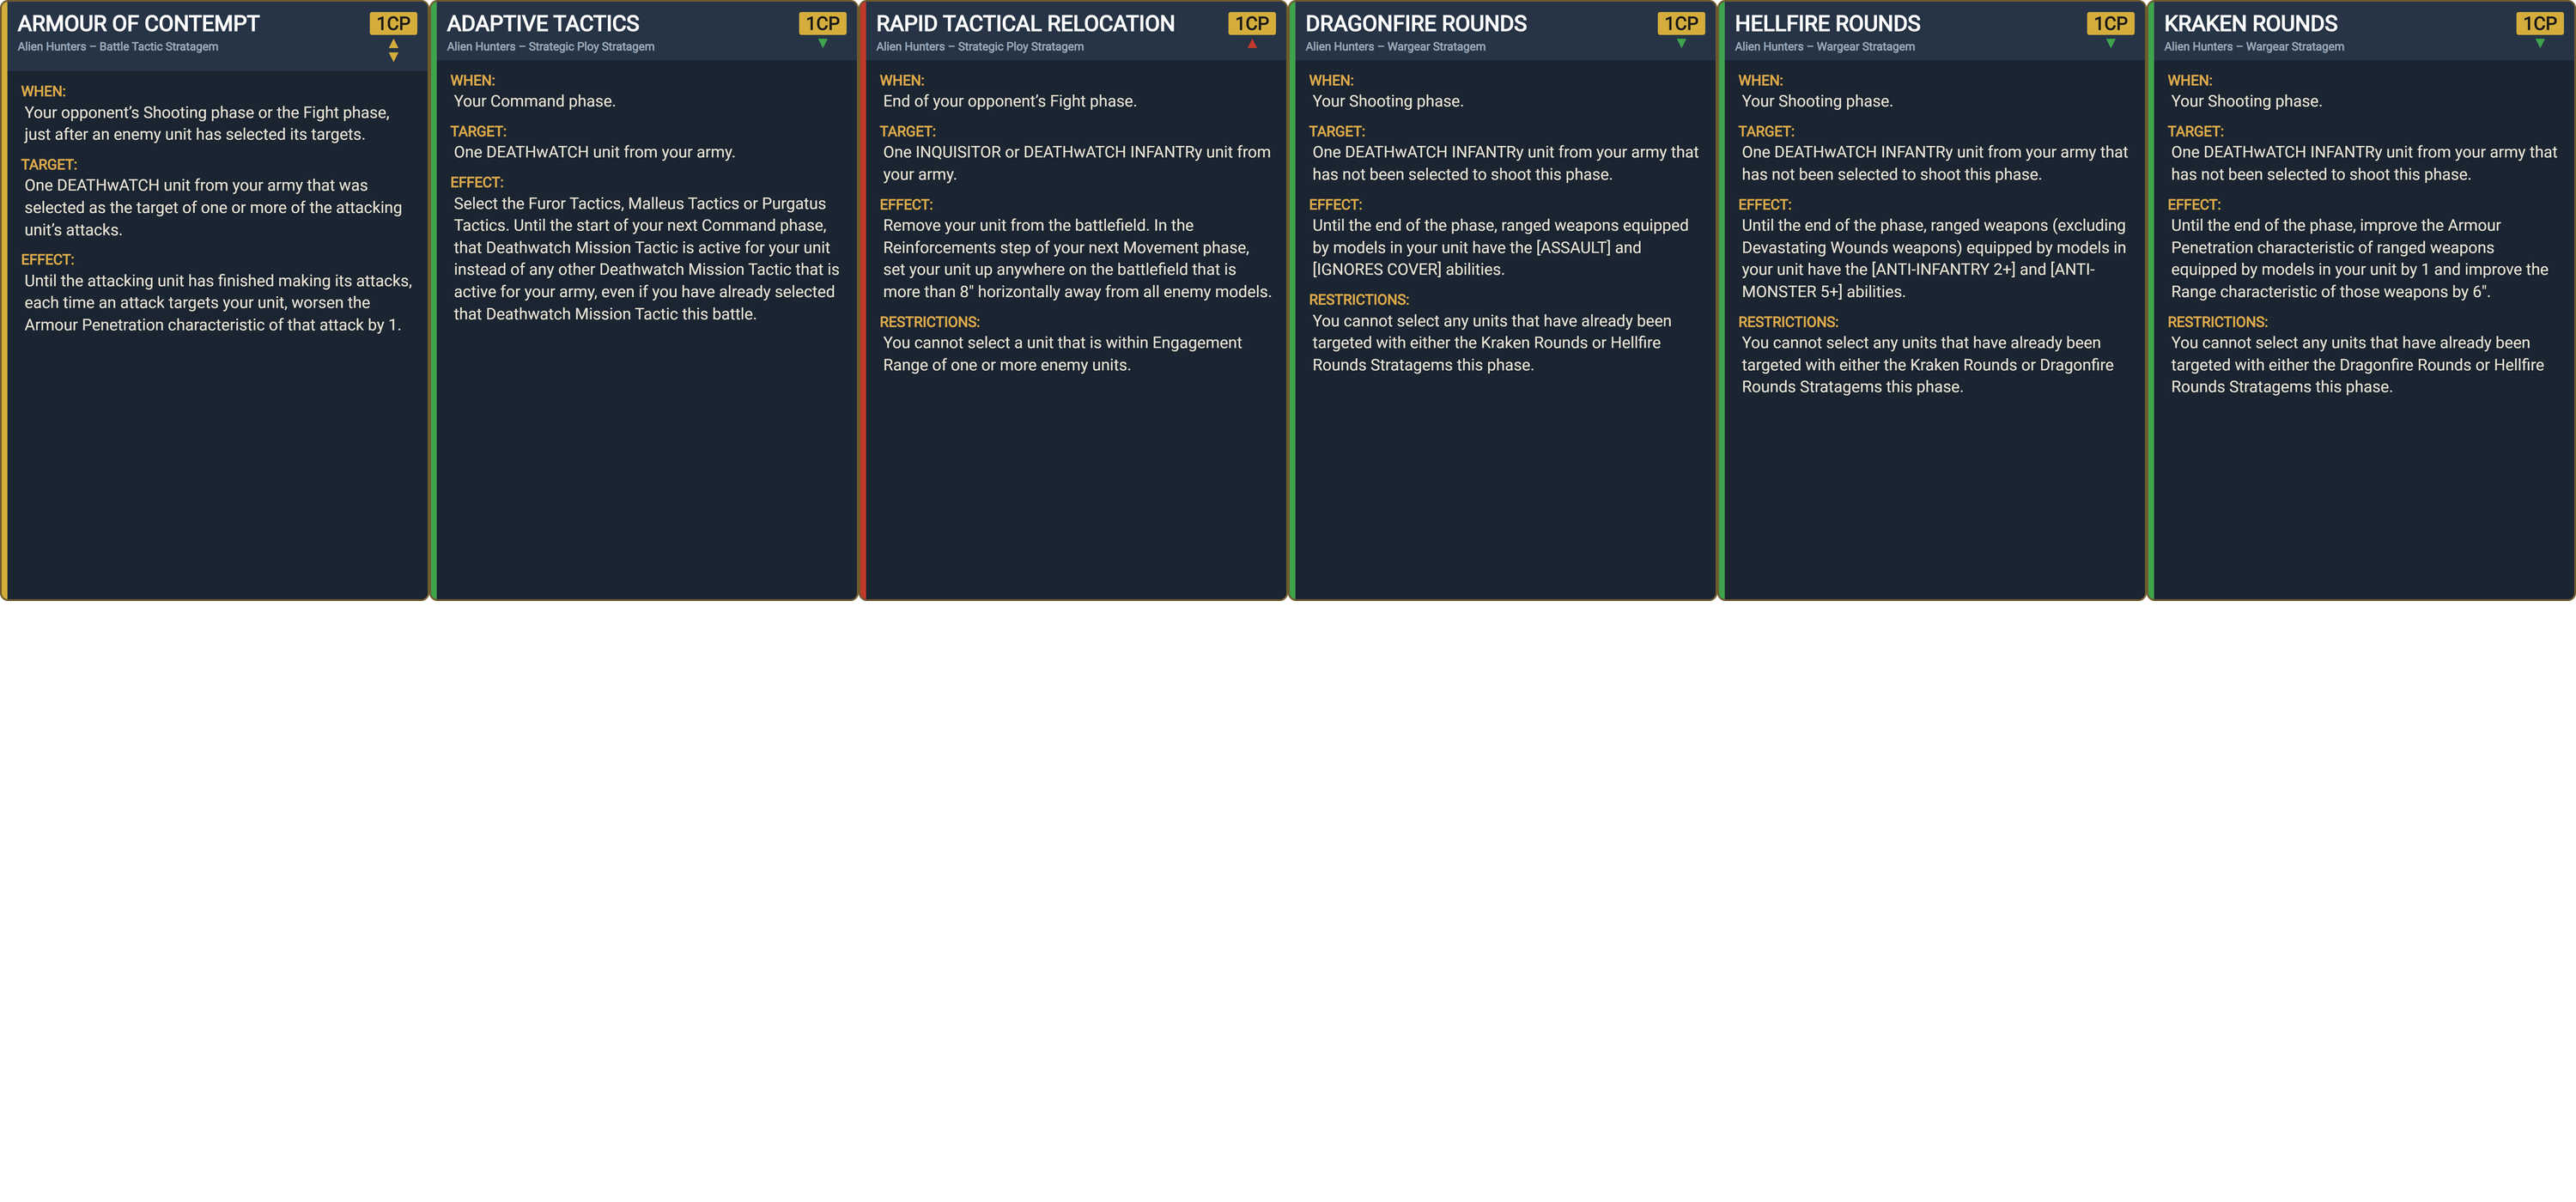 ARMOUR OF CONTEMPT
1CP
Alien Hunters – Battle Tactic Stratagem
WHEN:
Your opponent’s Shooting phase or the Fight phase,
just after an enemy unit has selected its targets.
TARGET:
One DEATHwATCH unit from your army that was
selected as the target of one or more of the attacking
unit’s attacks.
EFFECT:
Until the attacking unit has finished making its attacks,
each time an attack targets your unit, worsen the
Armour Penetration characteristic of that attack by 1.
ADAPTIVE TACTICS
1CP
Alien Hunters – Strategic Ploy Stratagem
WHEN:
Your Command phase.
TARGET:
One DEATHwATCH unit from your army.
EFFECT:
Select the Furor Tactics, Malleus Tactics or Purgatus
Tactics. Until the start of your next Command phase,
that Deathwatch Mission Tactic is active for your unit
instead of any other Deathwatch Mission Tactic that is
active for your army, even if you have already selected
that Deathwatch Mission Tactic this battle.
RAPID TACTICAL RELOCATION
1CP
Alien Hunters – Strategic Ploy Stratagem
WHEN:
End of your opponent’s Fight phase.
TARGET:
One INQUISITOR or DEATHwATCH INFANTRy unit from
your army.
EFFECT:
Remove your unit from the battlefield. In the
Reinforcements step of your next Movement phase,
set your unit up anywhere on the battlefield that is
more than 8" horizontally away from all enemy models.
RESTRICTIONS:
You cannot select a unit that is within Engagement
Range of one or more enemy units.
DRAGONFIRE ROUNDS
1CP
Alien Hunters – Wargear Stratagem
WHEN:
Your Shooting phase.
TARGET:
One DEATHwATCH INFANTRy unit from your army that
has not been selected to shoot this phase.
EFFECT:
Until the end of the phase, ranged weapons equipped
by models in your unit have the [ASSAULT] and
[IGNORES COVER] abilities.
RESTRICTIONS:
You cannot select any units that have already been
targeted with either the Kraken Rounds or Hellfire
Rounds Stratagems this phase.
HELLFIRE ROUNDS
1CP
Alien Hunters – Wargear Stratagem
WHEN:
Your Shooting phase.
TARGET:
One DEATHwATCH INFANTRy unit from your army that
has not been selected to shoot this phase.
EFFECT:
Until the end of the phase, ranged weapons (excluding
Devastating Wounds weapons) equipped by models in
your unit have the [ANTI-INFANTRY 2+] and [ANTI-
MONSTER 5+] abilities.
RESTRICTIONS:
You cannot select any units that have already been
targeted with either the Kraken Rounds or Dragonfire
Rounds Stratagems this phase.
KRAKEN ROUNDS
1CP
Alien Hunters – Wargear Stratagem
WHEN:
Your Shooting phase.
TARGET:
One DEATHwATCH INFANTRy unit from your army that
has not been selected to shoot this phase.
EFFECT:
Until the end of the phase, improve the Armour
Penetration characteristic of ranged weapons
equipped by models in your unit by 1 and improve the
Range characteristic of those weapons by 6".
RESTRICTIONS:
You cannot select any units that have already been
targeted with either the Dragonfire Rounds or Hellfire
Rounds Stratagems this phase.